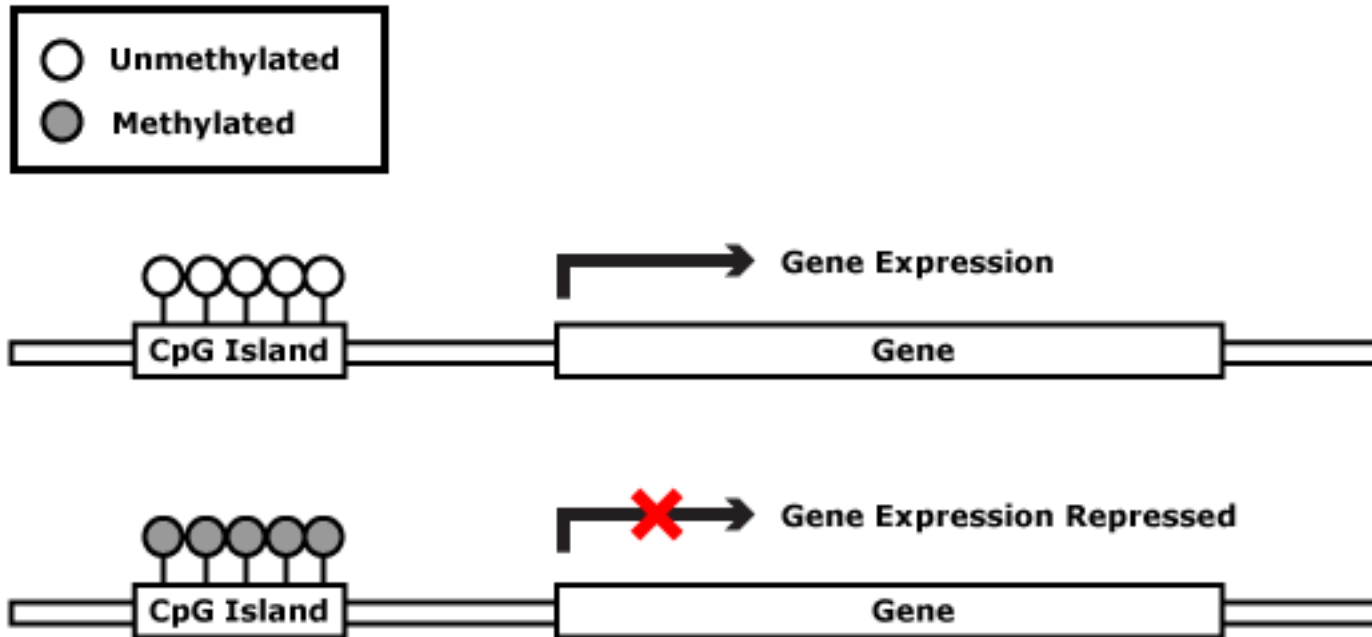 Unmethylated
Methylated
Gene Expression
CpG Island
Gene
Gene Expression Repressed
CpG Island
Gene